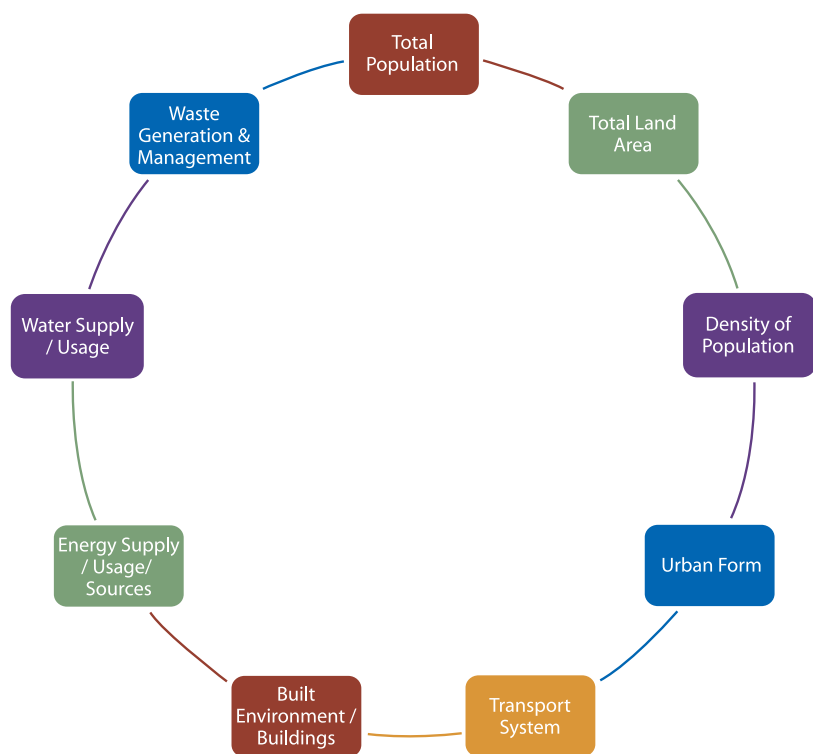 Total
Population
Total Land
Area
Density of
Population
Urban Form
Transport
System
Built
Environment /
Buildings
Energy Supply
/ Usage/
Sources
Water Supply
/ Usage
Waste
Generation &
Management